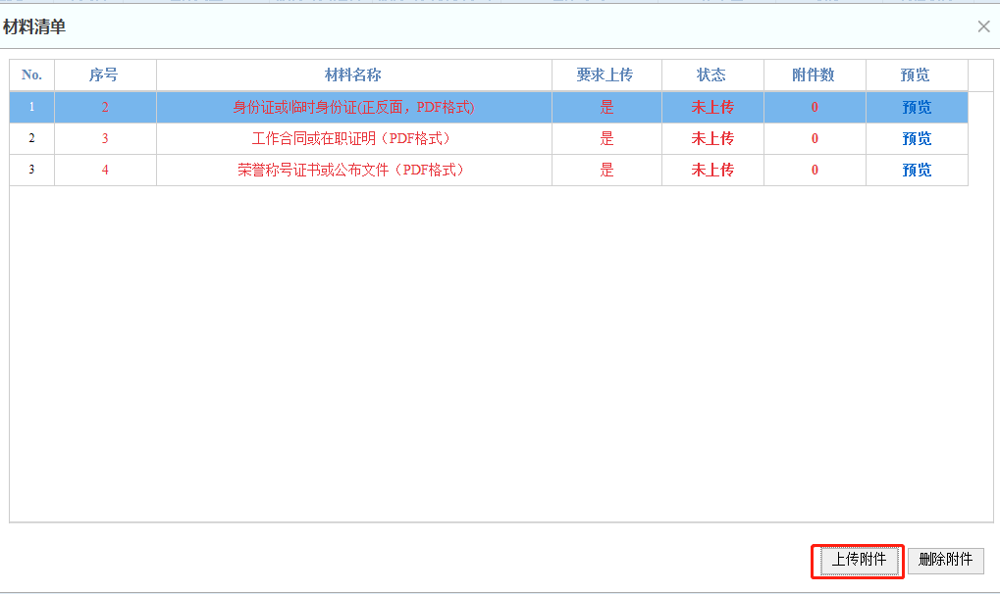 材料清单
No. 序号 材料名称 要求上传 状态 附件数 预览
1 2 身份证或临时身份证(正反面，PDF格式) 是 未上传 0 预览
2 3 工作合同或在职证明（PDF格式） 是 未上传 0 预览
3 4 荣誉称号证书或公布文件（PDF格式） 是 未上传 0 预览
上传附件 删除附件